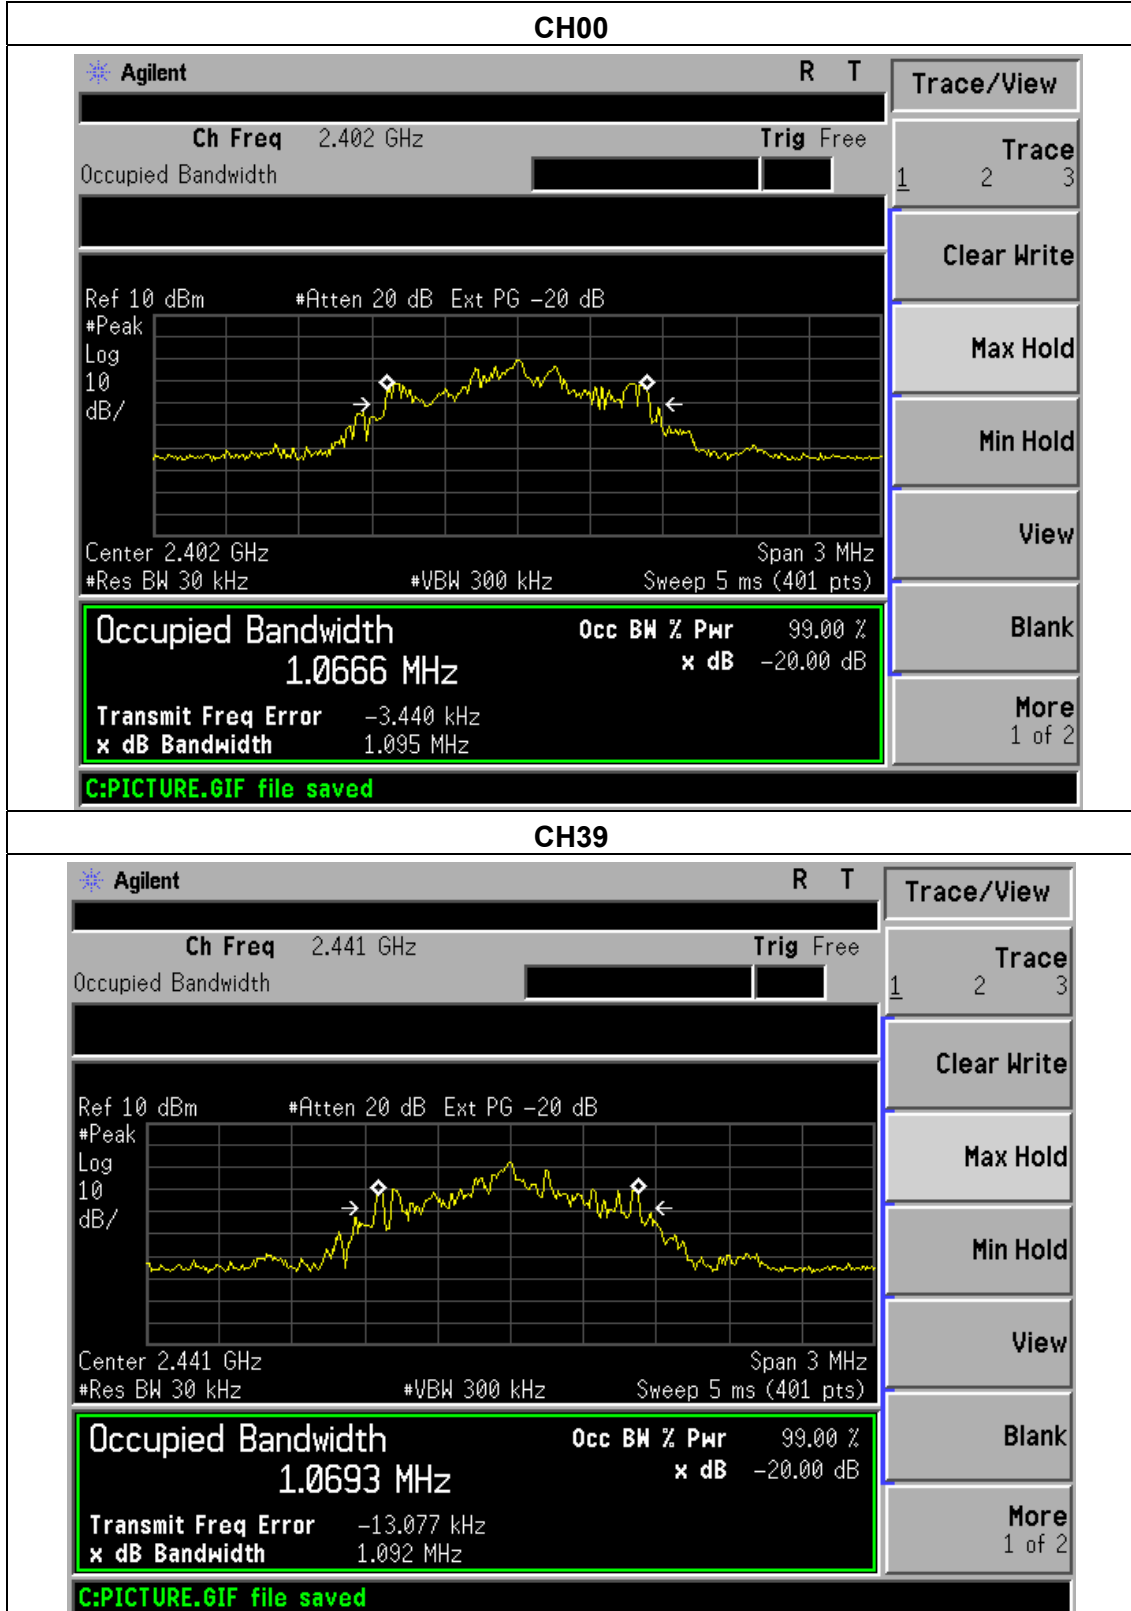 CH00
Agilent R T
Trace/View
Ch Freq 2.402 GHz Trig Free
Occupied Bandwidth
Trace
1 2 3
Clear Write
Ref 10 dBm #Atten 20 dB Ext PG -20 dB
#Peak
Log
10
dB/
Max Hold
Min Hold
View
Center 2.402 GHz Span 3 MHz
#Res BW 30 kHz #VBW 300 kHz Sweep 5 ms (401 pts)
Occupied Bandwidth Occ BW % Pwr 99.00 %
1.0666 MHz x dB -20.00 dB
Blank
Transmit Freq Error -3.440 kHz
x dB Bandwidth 1.095 MHz
More
1 of 2
C:PICTURE.GIF file saved
CH39
Agilent R T
Trace/View
Ch Freq 2.441 GHz Trig Free
Occupied Bandwidth
Trace
1 2 3
Clear Write
Ref 10 dBm #Atten 20 dB Ext PG -20 dB
#Peak
Log
10
dB/
Max Hold
Min Hold
View
Center 2.441 GHz Span 3 MHz
#Res BW 30 kHz #VBW 300 kHz Sweep 5 ms (401 pts)
Occupied Bandwidth Occ BW % Pwr 99.00 %
1.0693 MHz x dB -20.00 dB
Blank
Transmit Freq Error -13.077 kHz
x dB Bandwidth 1.092 MHz
More
1 of 2
C:PICTURE.GIF file saved